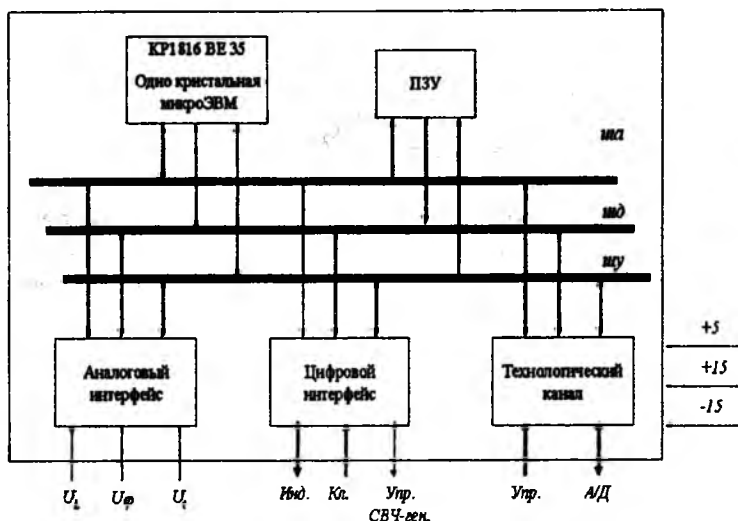 КР1816 ВЕ 35
Одно кристальная
микроЭВМ
ПЗУ
ша
шд
шу
Аналоговый
интерфейс
Цифровой
интерфейс
Технологический
канал
+5
+15
-15
Инд.
Кл.
Упр.
СВЧ-ген.
Упр.
А/Д